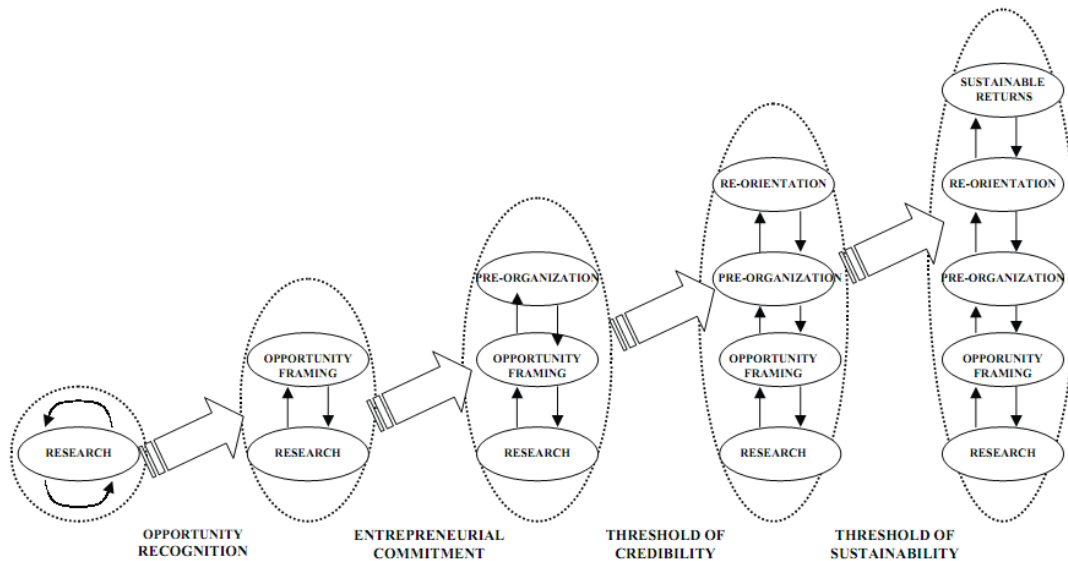 SUSTAINABLE
RETURNS
RE-ORIENTATION
RE-ORIENTATION
PRE-ORGANIZATION
PRE-ORGANIZATION
PRE-ORGANIZATION
OPPORTUNITY
FRAMING
OPPORTUNITY
FRAMING
OPPORTUNITY
FRAMING
OPPORUNITY
FRAMING
RESEARCH
RESEARCH
RESEARCH
RESEARCH
RESEARCH
OPPORTUNITY
RECOGNITION
ENTREPRENEURIAL
COMMITMENT
THRESHOLD OF
CREDIBILITY
THRESHOLD OF
SUSTAINABILITY